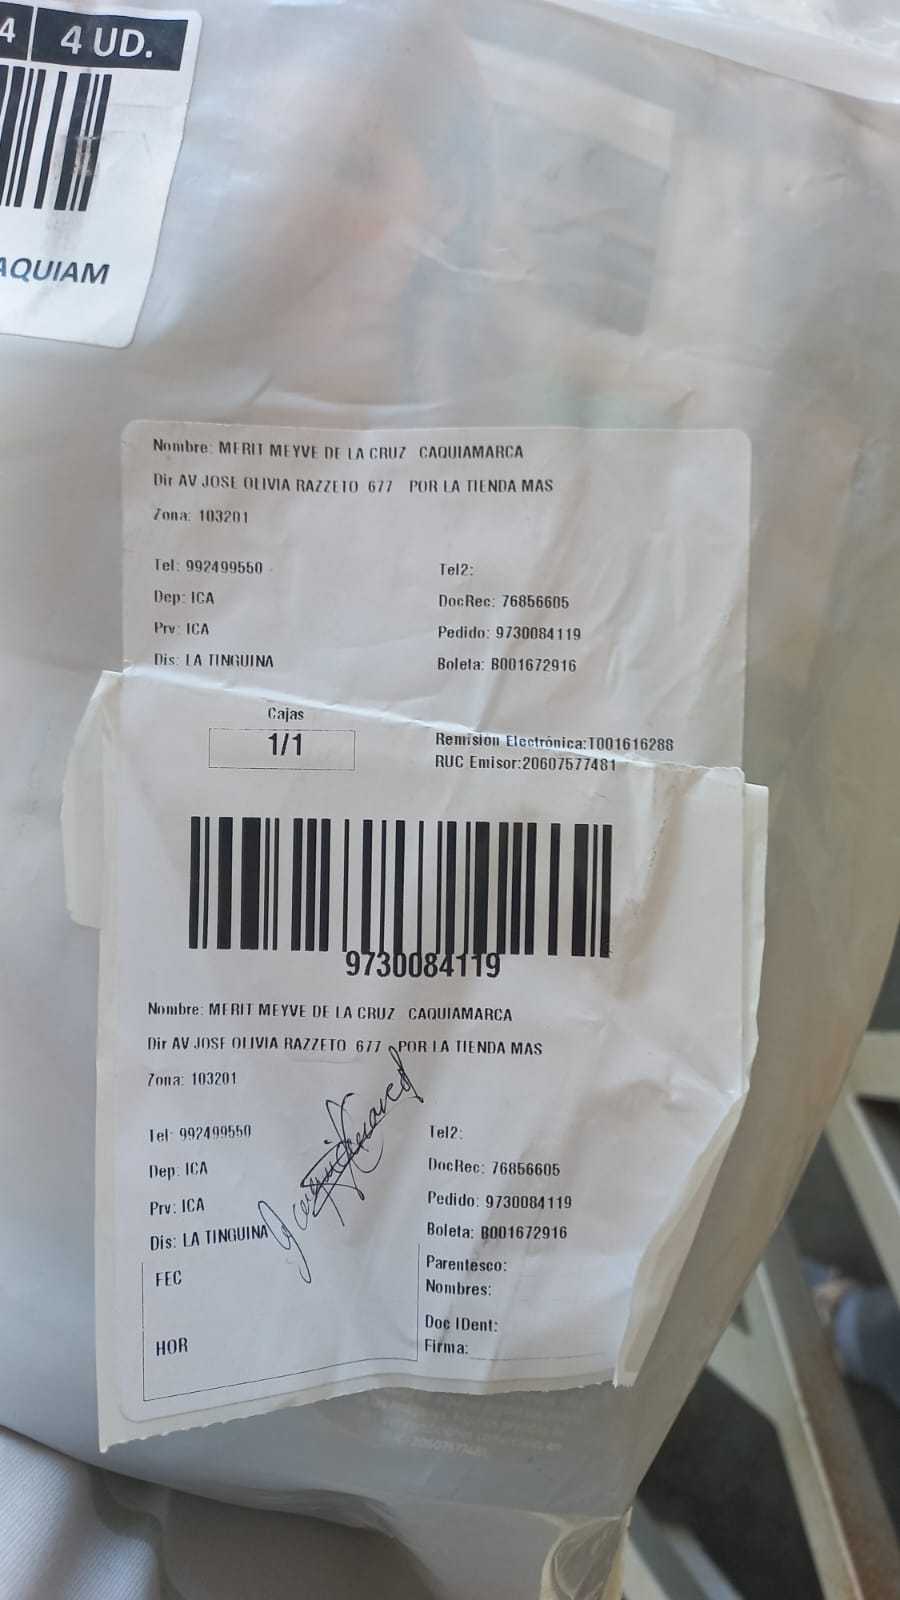 4 4 UD.
AQUIAM
Nombre: MERIT MEYVE DE LA CRUZ CAQUIAMARCA
Dir AV JOSE OLIVIA RAZZETO 677 POR LA TIENDA MAS
Zona: 103201
Tel: 992499550 Tel2:
Dep: ICA DocRec: 76856605
Prv: ICA Pedido: 9730084119
Dis: LA TINGUINA Boleta: B001672916
Cajas
1/1
Remisión Electrónica:T001616288
RUC Emisor:20607577481
9730084119
Nombre: MERIT MEYVE DE LA CRUZ CAQUIAMARCA
Dir AV JOSE OLIVIA RAZZETO 677 POR LA TIENDA MAS
Zona: 103201
Tel: 992499550 Tel2:
Dep: ICA DocRec: 76856605
Prv: ICA Pedido: 9730084119
Dis: LA TINGUINA Boleta: B001672916
FEC Parentesco:
Nombres:
Doc IDent:
HOR Firma: